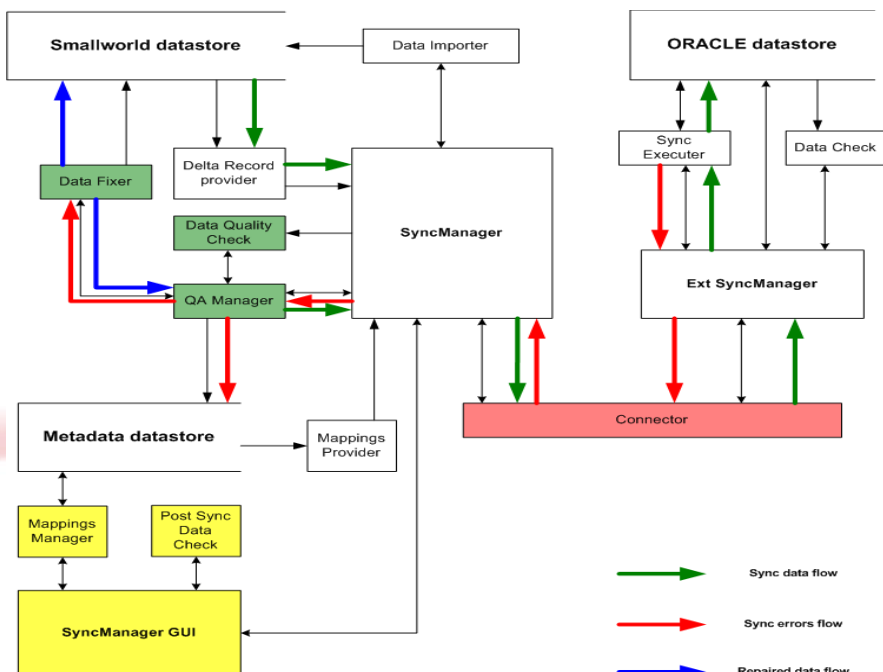 Smallworld datastore
Data Importer
ORACLE datastore
Delta Record
provider
Sync
Executer
Data Check
Data Fixer
Data Quality
Check
SyncManager
QA Manager
Ext SyncManager
Metadata datastore
Mappings
Provider
Connector
Mappings
Manager
Post Sync
Data
Check
SyncManager GUI
Sync data flow
Sync errors flow
Repaired data flow